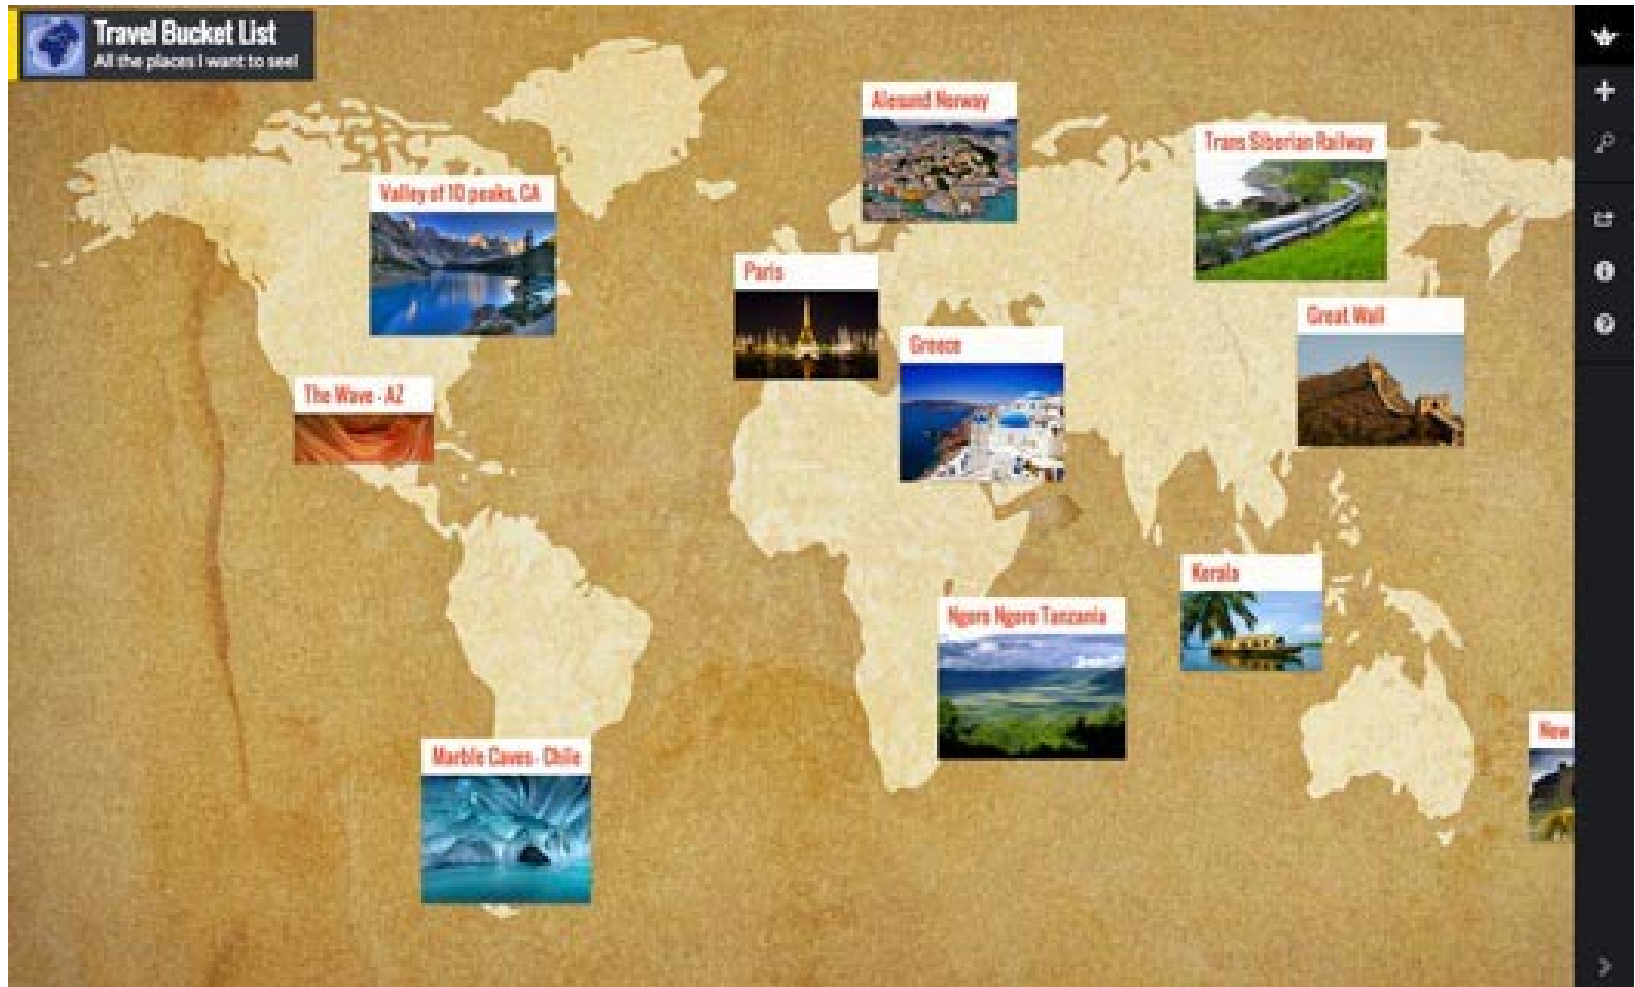 Travel Bucket List
All the places I want to see!
Alesund Norway
Trans Siberian Railway
Valley of 10 peaks, CA
Paris
Great Wall
Greece
The Wave - AZ
Kerala
Ngoro Ngoro Tanzania
New
Marble Caves - Chile